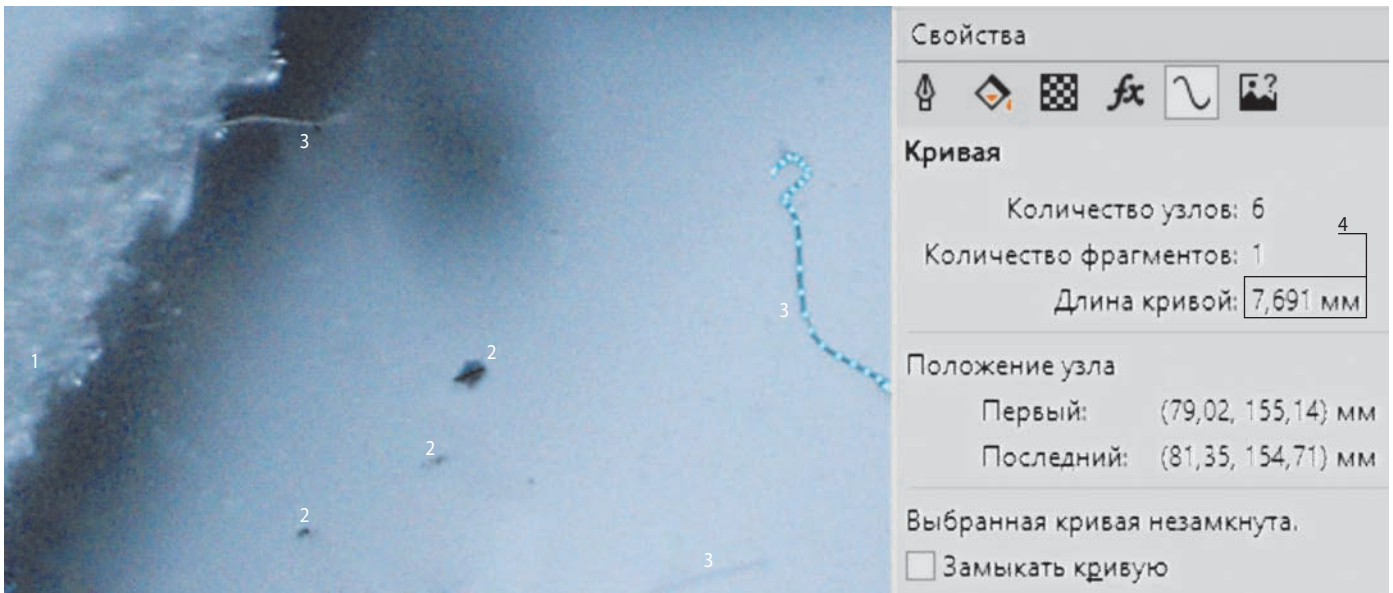 3
3
1
2
2
2
3
Свойства
fx
?
Кривая
Количество узлов: 6
4
Количество фрагментов: 1
Длина кривой: 7,691 мм
Положение узла
Первый: (79,02, 155,14) мм
Последний: (81,35, 154,71) мм
Выбранная кривая незамкнута.
Замыкать кривую